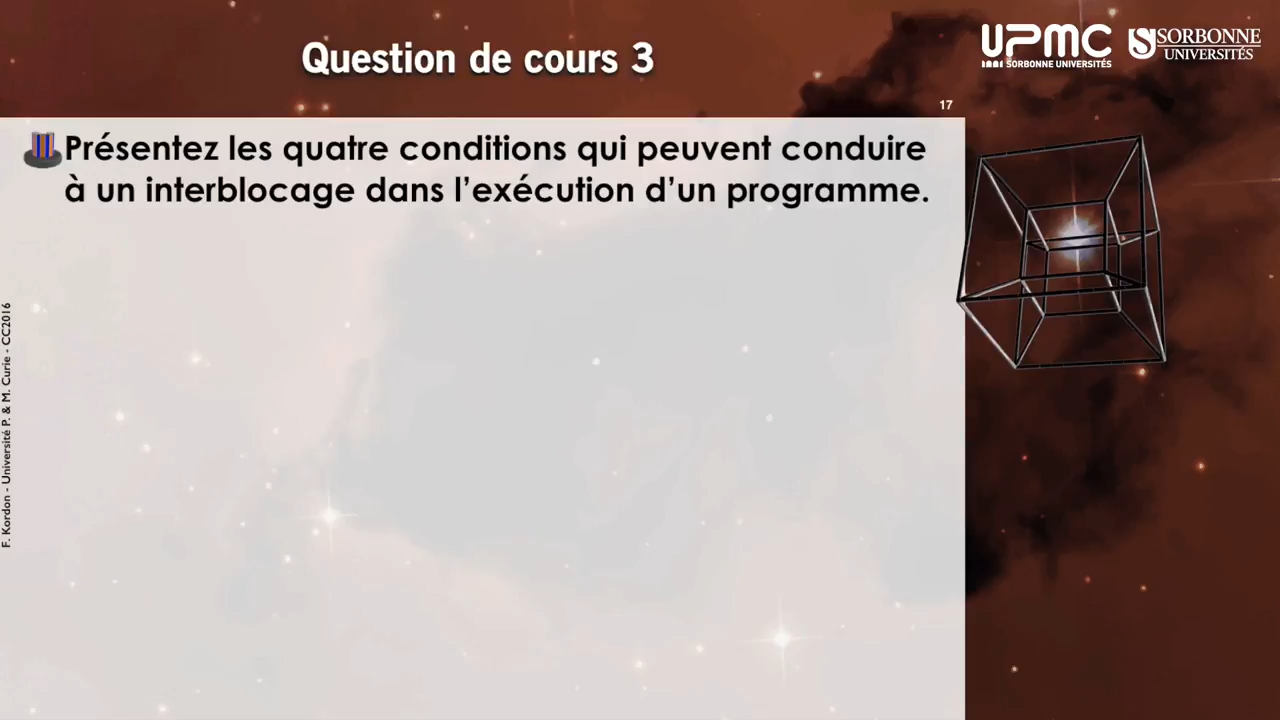 Question de cours 3
UPMC
SORBONNE UNIVERSITÉS
SORBONNE
UNIVERSITÉS
17
Présentez les quatre conditions qui peuvent conduire
à un interblocage dans l’exécution d’un programme.
F. Kordon - Université P. & M. Curie - CC2016